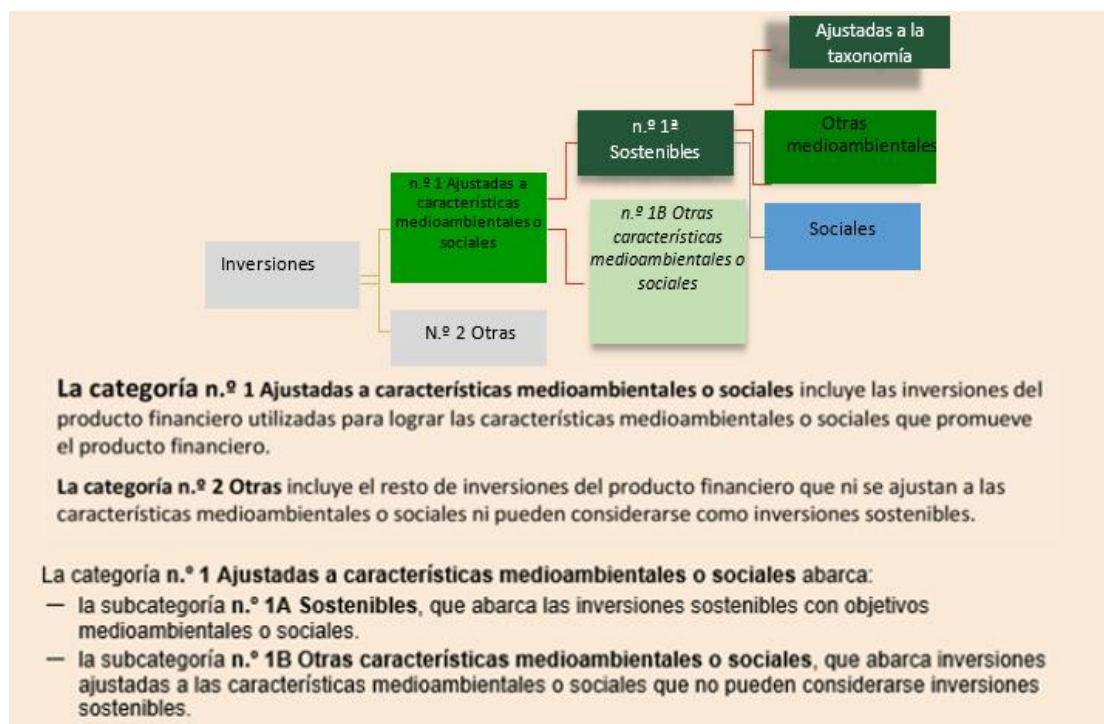 Ajustadas a la
taxonomía
n.º 1ª
Sostenibles
Otras
medioambientales
n.º 1 Ajustadas a
características
medioambientales o
sociales
n.º 1B Otras
características
medioambientales o
sociales
Sociales
Inversiones
N.º 2 Otras
La categoría n.º 1 Ajustadas a características medioambientales o sociales incluye las inversiones del
producto financiero utilizadas para lograr las características medioambientales o sociales que promueve
el producto financiero.
La categoría n.º 2 Otras incluye el resto de inversiones del producto financiero que ni se ajustan a las
características medioambientales o sociales ni pueden considerarse como inversiones sostenibles.
La categoría n.º 1 Ajustadas a características medioambientales o sociales abarca:
— la subcategoría n.º 1A Sostenibles, que abarca las inversiones sostenibles con objetivos
medioambientales o sociales.
— la subcategoría n.º 1B Otras características medioambientales o sociales, que abarca inversiones
ajustadas a las características medioambientales o sociales que no pueden considerarse inversiones
sostenibles.